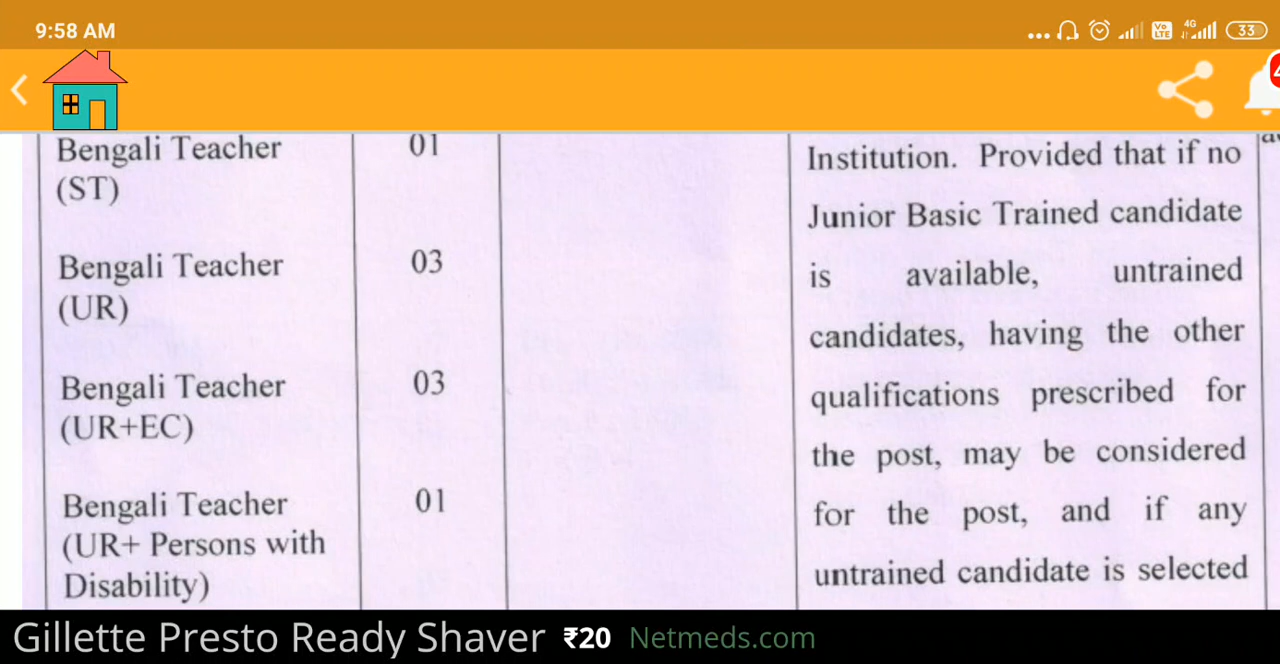 9:58 AM
4G
Vo
LTE
33
Bengali Teacher
(ST)
01
Bengali Teacher
(UR)
03
Bengali Teacher
(UR+EC)
03
Bengali Teacher
(UR+ Persons with
Disability)
01
Institution. Provided that if no
Junior Basic Trained candidate
is available, untrained
candidates, having the other
qualifications prescribed for
the post, may be considered
for the post, and if any
untrained candidate is selected
Gillette Presto Ready Shaver ₹20 Netmeds.com